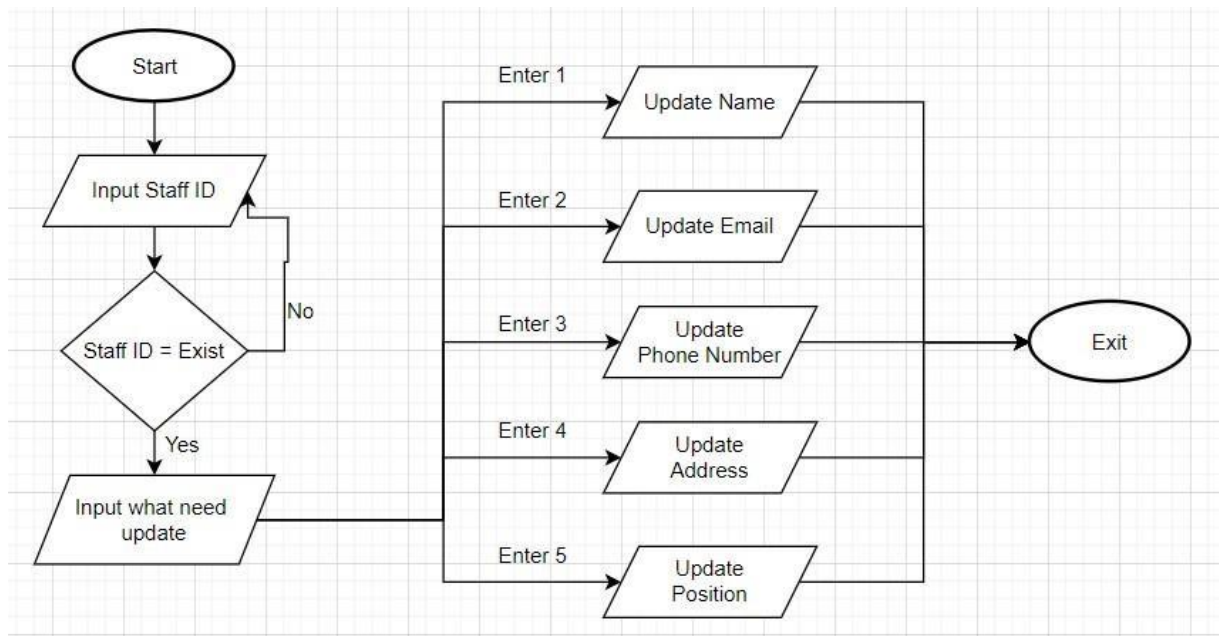 Start
Input Staff ID
Staff ID = Exist
No
Yes
Input what need
update
Enter 1
Update Name
Enter 2
Update Email
Enter 3
Update
Phone Number
Enter 4
Update
Address
Enter 5
Update
Position
Exit